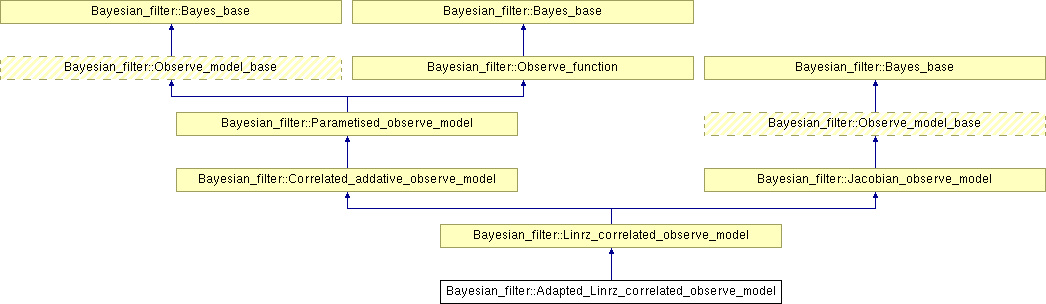 Bayesian_filter::Bayes_base
Bayesian_filter::Bayes_base
Bayesian_filter::Observe_model_base
Bayesian_filter::Observe_function
Bayesian_filter::Bayes_base
Bayesian_filter::Parametised_observe_model
Bayesian_filter::Observe_model_base
Bayesian_filter::Correlated_addative_observe_model
Bayesian_filter::Jacobian_observe_model
Bayesian_filter::Linrz_correlated_observe_model
Bayesian_filter::Adapted_Linrz_correlated_observe_model